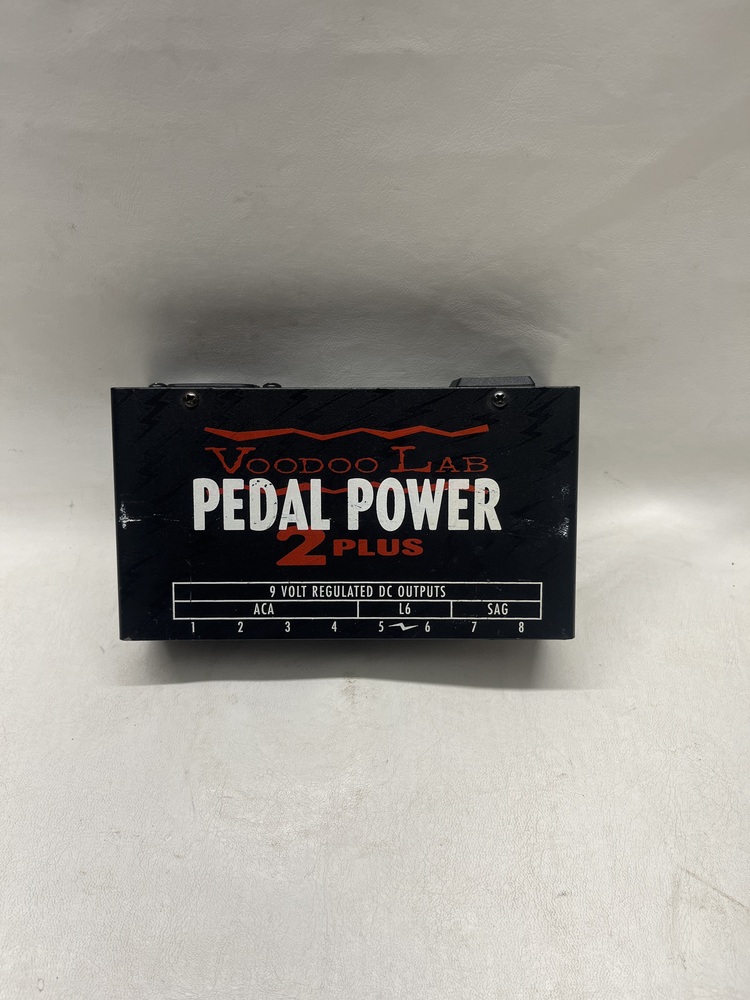 VOODOO LAB
PEDAL POWER
2 PLUS
9 VOLT REGULATED DC OUTPUTS
ACA L6 SAG
1 2 3 4 5 6 7 8